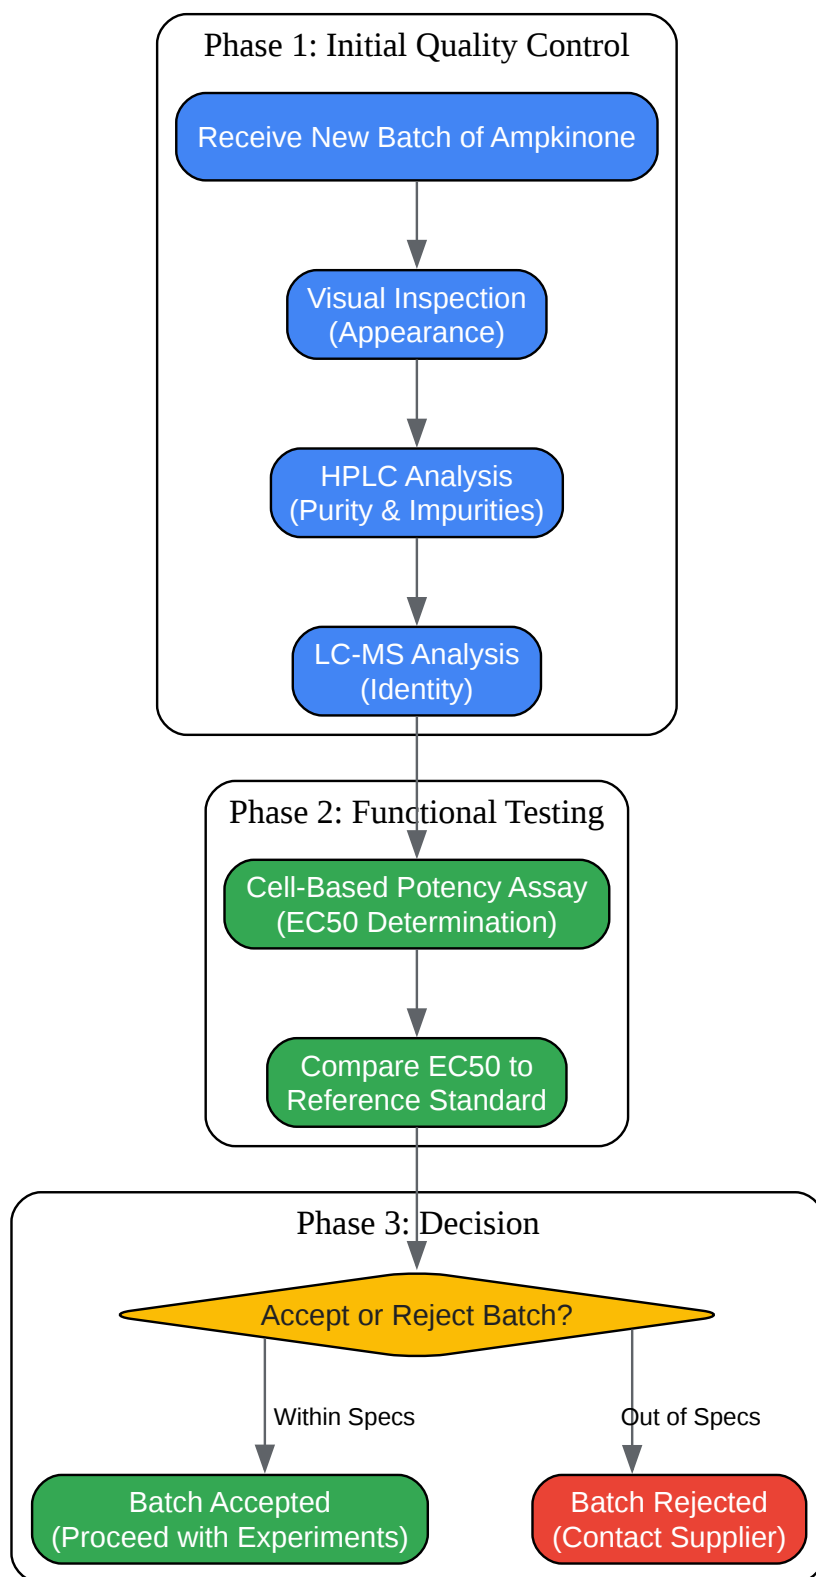 Phase 1: Initial Quality Control
Receive New Batch of Ampkinone
Visual Inspection
(Appearance)
HPLC Analysis
(Purity & Impurities)
LC-MS Analysis
(Identity)
Phase 2: Functional Testing
Cell-Based Potency Assay
(EC50 Determination)
Compare EC50 to
Reference Standard
Phase 3: Decision
Accept or Reject Batch?
Within Specs
Out of Specs
Batch Accepted
(Proceed with Experiments)
Batch Rejected
(Contact Supplier)